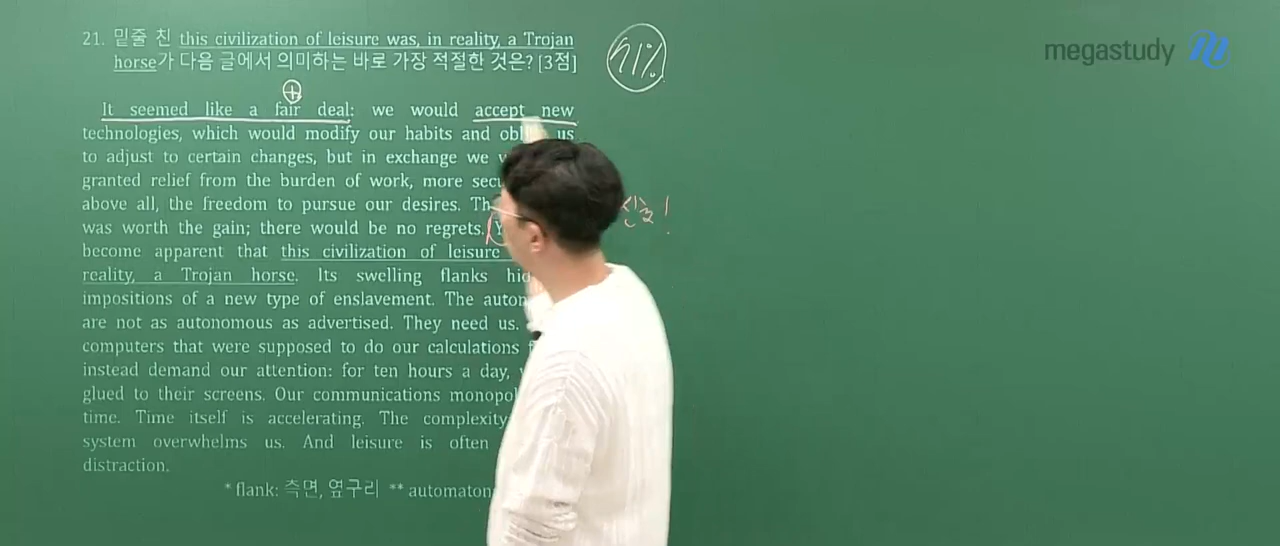 21. 밑줄 친 this civilization of leisure was, in reality, a Trojan
horse가 다음 글에서 의미하는 바로 가장 적절한 것은? [3점]
71%
megastudy
It seemed like a fair deal: we would accept new
technologies, which would modify our habits and us
to adjust to certain changes, but in exchange we
granted relief from the burden of work, more
above all, the freedom to pursue our desires.
was worth the gain; there would be no regrets.
become apparent that this civilization of leisure
reality, a Trojan horse. Its swelling flanks
impositions of a new type of enslavement. The
are not as autonomous as advertised. They need us.
computers that were supposed to do our calculations
instead demand our attention: for ten hours a day,
glued to their screens. Our communications
time. Time itself is accelerating. The complexity
system overwhelms us. And leisure is often
distraction.
* flank: 측면, 옆구리 ** automaton